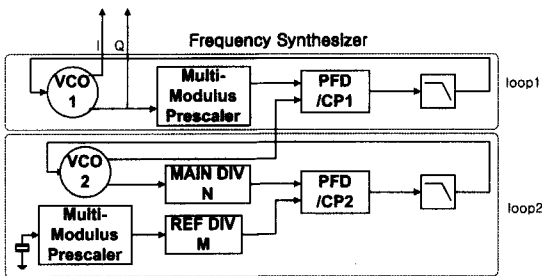 I Q
Frequency Synthesizer
VCO
1
Multi-
Modulus
Prescaler
PFD
/CP1
loop1
VCO
2
MAIN DIV
N
PFD
/CP2
loop2
Multi-
Modulus
Prescaler
REF DIV
M